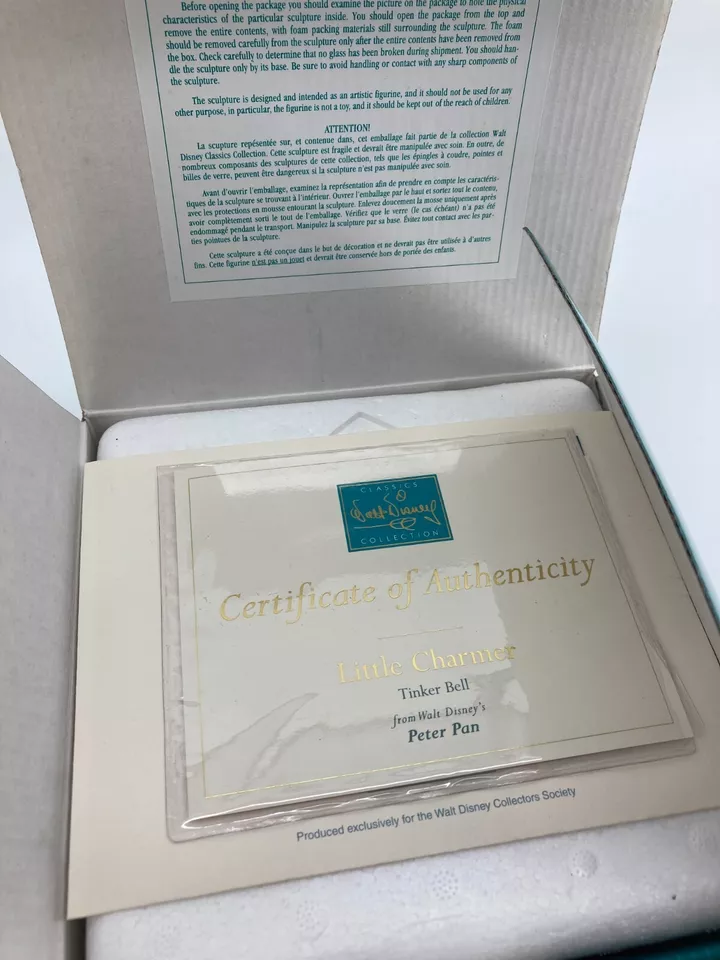 Before opening the package you should examine the picture on the package to note the physical
characteristics of the particular sculpture inside. You should open the package from the top and
remove the entire contents, with foam packing materials still surrounding the sculpture. The foam
should be removed carefully from the sculpture only after the entire contents have been removed from
the box. Check carefully to determine that no glass has been broken during shipment. You should han-
dle the sculpture only by its base. Be sure to avoid handling or contact with any sharp components of
the sculpture.
The sculpture is designed and intended as an artistic figurine, and it should not be used for any
other purpose, in particular, the figurine is not a toy, and it should be kept out of the reach of children.
ATTENTION!
La scupture repésentée sur, et contenue dans, cet emballage fait partie de la collection Walt
Disney Classics Collection. Cette sculpture est fragile et devrait être manipulée avec soin. En outre, de
nombreux composants des sculptures de cette collection, tels que les épingles à coudre, pointes et
billes de verre, peuvent être dangereux si la sculpture n'est pas manipulée avec soin.
Avant d'ouvrir l'emballage, examinez la représentation afin de prendre en compte les caractéris-
tiques de la sculpture se trouvant à l'intérieur. Ouvrez l'emballage par le haut et sortez tout le contenu,
avec les protections en mousse entourant la sculpture. Enlevez doucement la mousse uniquement après
avoir complètement sorti le tout de l'emballage. Vérifiez que le verre (le cas échéant) n'a pas été
endommagé pendant le transport. Manipulez la sculpture par sa base. Évitez tout contact avec les par-
ties pointues de la sculpture.
Cette sculpture a été conçue dans le but de décoration et ne devrait pas être utilisée à d'autres
fins. Cette figurine n'est pas un jouet et devrait être conservée hors de portée des enfants.
CLASSICS
Walt Disney
COLLECTION
Certificate of Authenticity
Little Charmer
Tinker Bell
from Walt Disney's
Peter Pan
Produced exclusively for the Walt Disney Collectors Society